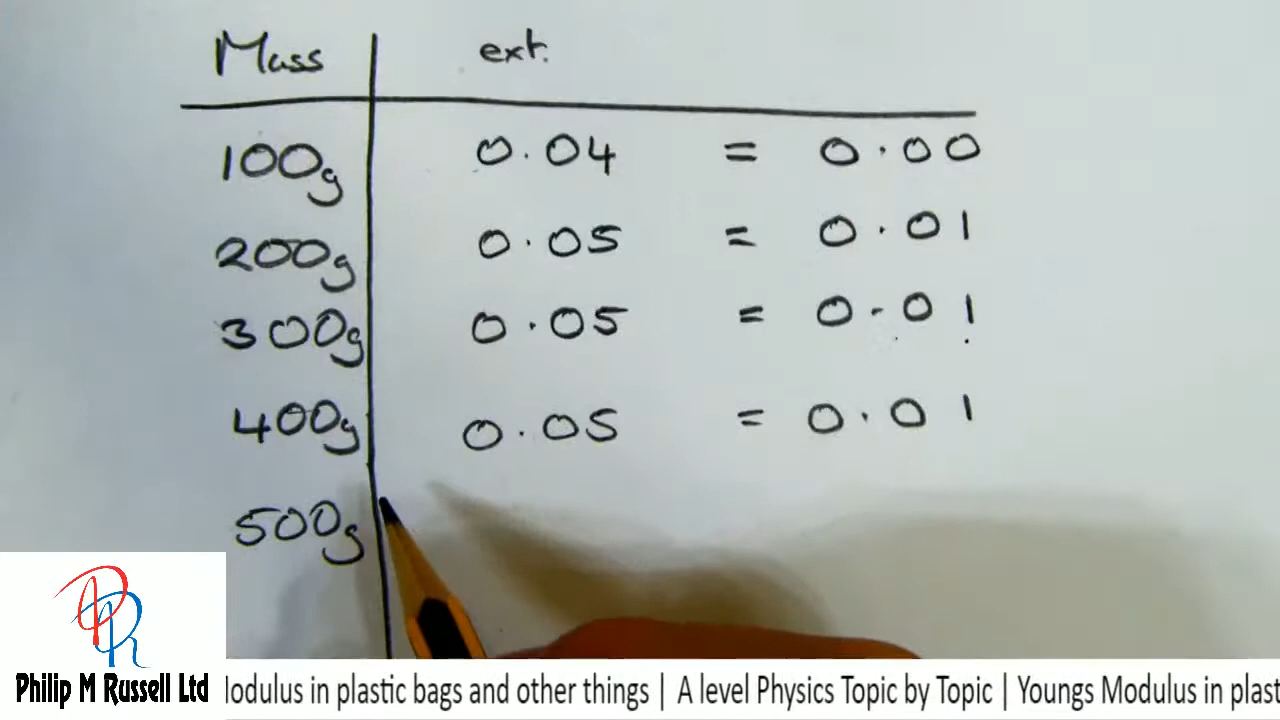 Mass ext.
100g 0.04 = 0.00
200g 0.05 = 0.01
300g 0.05 = 0.01
400g 0.05 = 0.01
500g
PR
Philip M Russell Ltd
Modulus in plastic bags and other things | A level Physics Topic by Topic | Youngs Modulus in plast